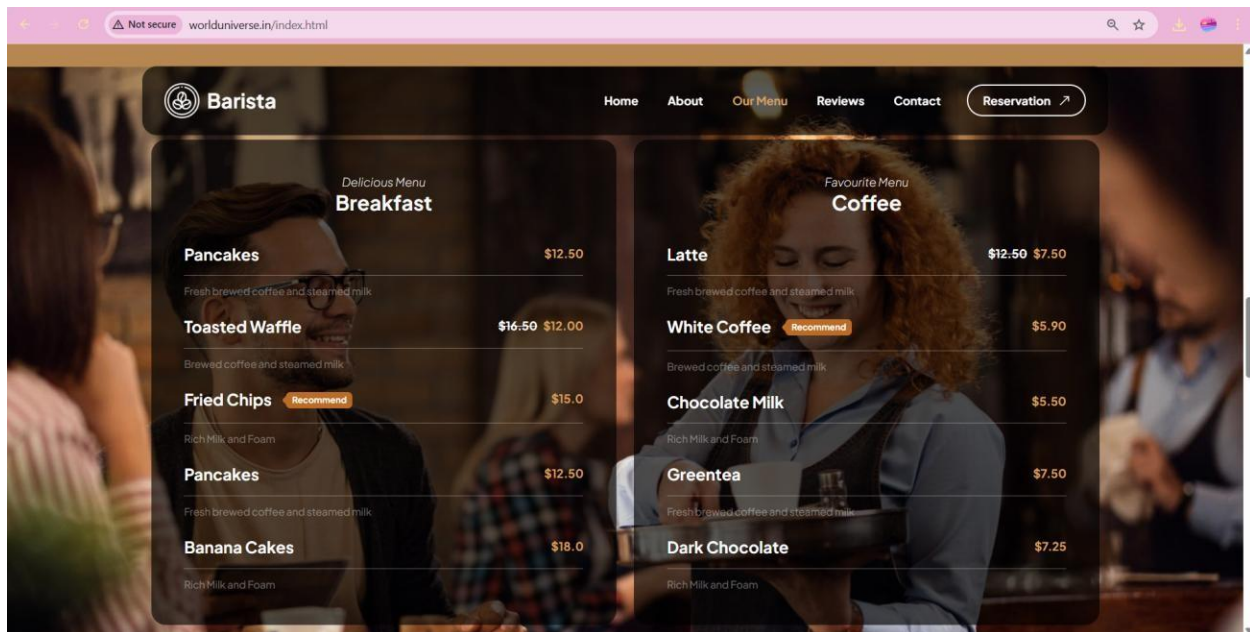 Not secure worlduniverse.in/index.html
Barista
Home About Our Menu Reviews Contact Reservation
Delicious Menu
Breakfast
Pancakes $12.50
Fresh brewed coffee and steamed milk
Toasted Waffle $16.50 $12.00
Brewed coffee and steamed milk
Fried Chips Recommend $15.0
Rich Milk and Foam
Pancakes $12.50
Fresh brewed coffee and steamed milk
Banana Cakes $18.0
Rich Milk and Foam
Favourite Menu
Coffee
Latte $12.50 $7.50
Fresh brewed coffee and steamed milk
White Coffee Recommend $5.90
Brewed coffee and steamed milk
Chocolate Milk $5.50
Rich Milk and Foam
Greentea $7.50
Fresh brewed coffee and steamed milk
Dark Chocolate $7.25
Rich Milk and Foam